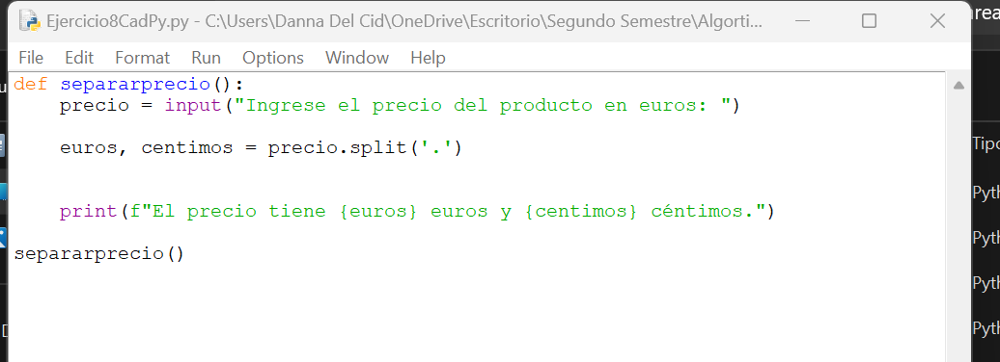 Ejercicio8CadPy.py - C:\Users\Danna Del Cid\OneDrive\Escritorio\Segundo Semestre\Algorti...
File Edit Format Run Options Window Help
def separarprecio():
    precio = input("Ingrese el precio del producto en euros: ")
    euros, centimos = precio.split('.')
    print(f"El precio tiene {euros} euros y {centimos} céntimos.")
separarprecio()
Tipo
Pyth
Pyth
Pyth
Pyth